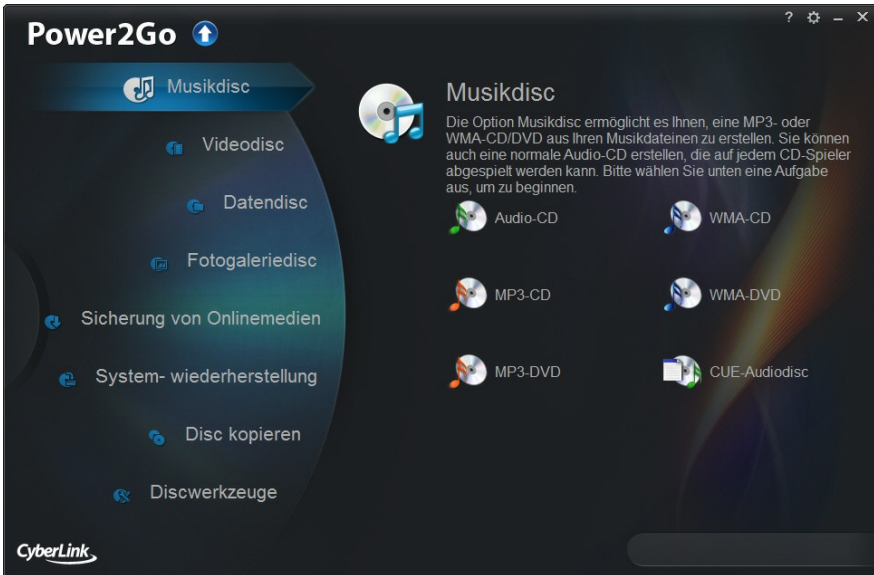 Power2Go
?
Musikdisc
Videodisc
Datendisc
Fotogaleriedisc
Sicherung von Onlinemedien
System- wiederherstellung
Disc kopieren
Discwerkzeuge
CyberLink
Musikdisc
Die Option Musikdisc ermöglicht es Ihnen, eine MP3- oder
WMA-CD/DVD aus Ihren Musikdateinen zu erstellen. Sie können
auch eine normale Audio-CD erstellen, die auf jedem CD-Spieler
abgespielt werden kann. Bitte wählen Sie unten eine Aufgabe
aus, um zu beginnen.
Audio-CD
WMA-CD
MP3-CD
WMA-DVD
MP3-DVD
CUE-Audiodisc